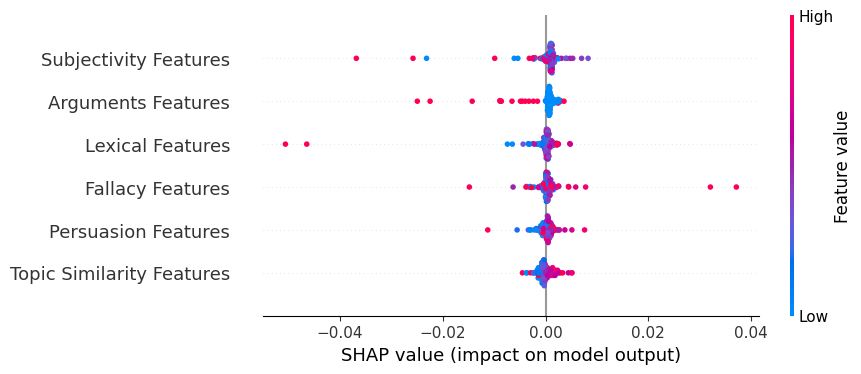 High
Subjectivity Features
Arguments Features
Lexical Features
Fallacy Features
Persuasion Features
Topic Similarity Features
Feature value
Low
−0.04 −0.02 0.00 0.02 0.04
SHAP value (impact on model output)